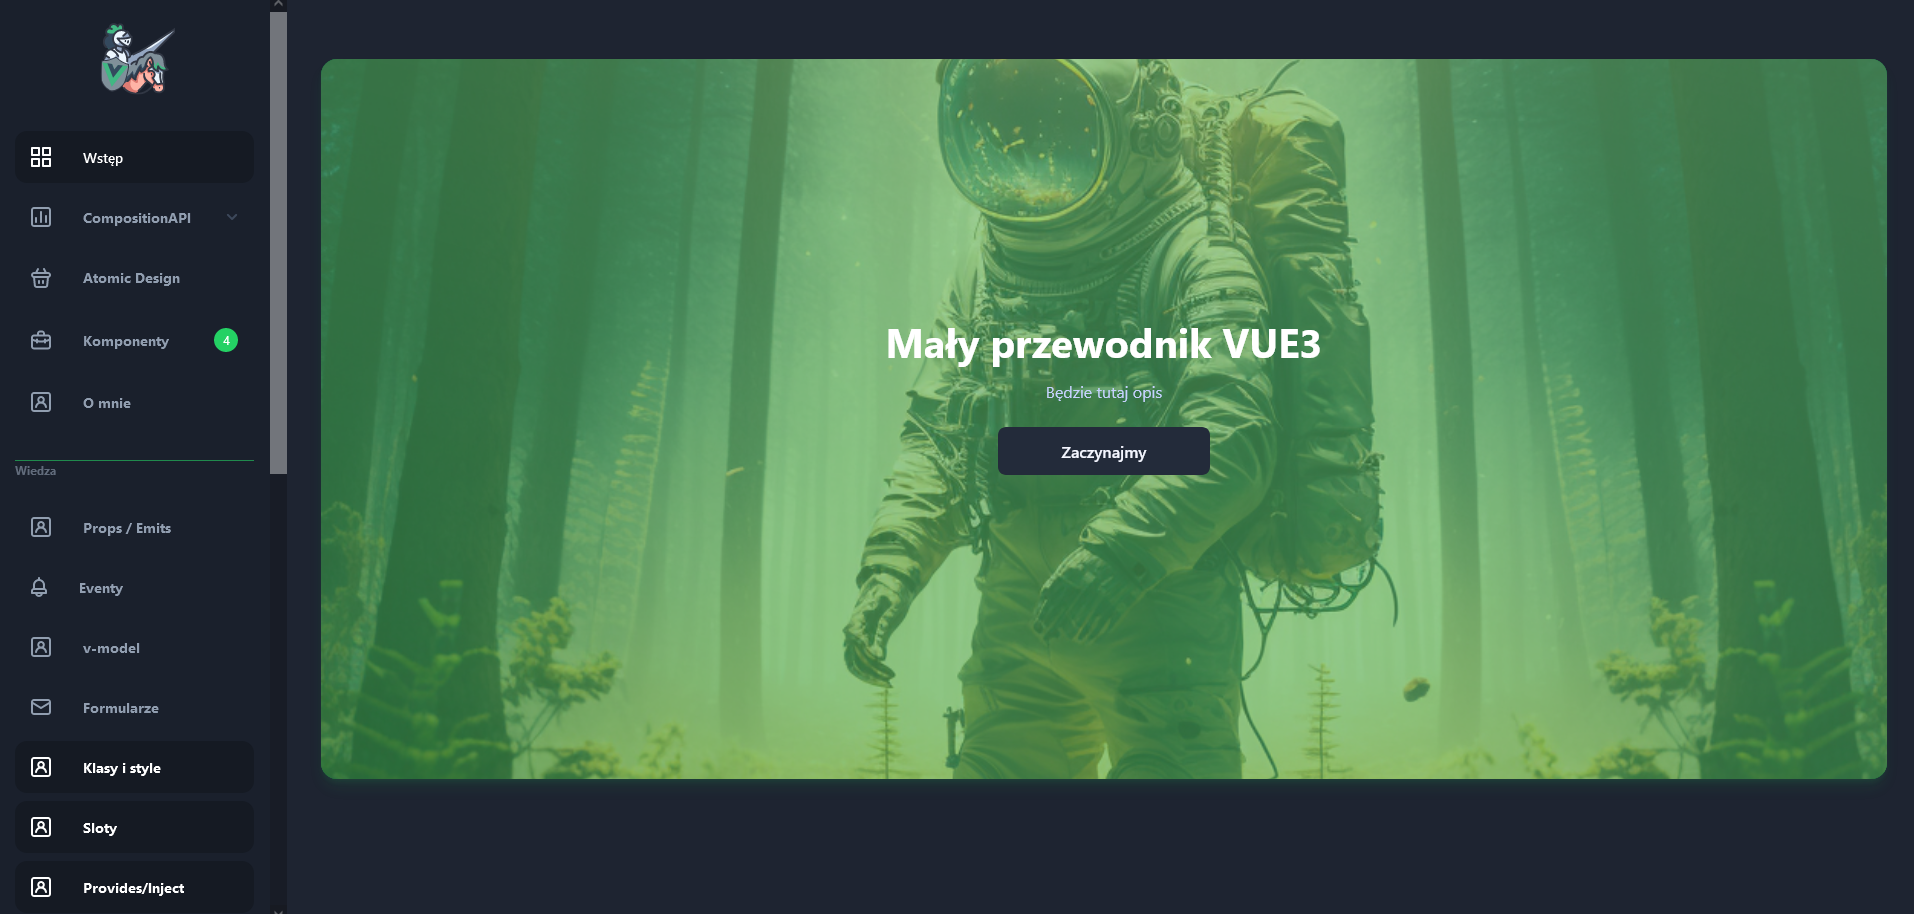 Wstęp
CompositionAPI
Atomic Design
Komponenty
4
O mnie
Wiedza
Props / Emits
Eventy
v-model
Formularze
Klasy i style
Sloty
Provides/Inject
Mały przewodnik VUE3
Będzie tutaj opis
Zaczynajmy